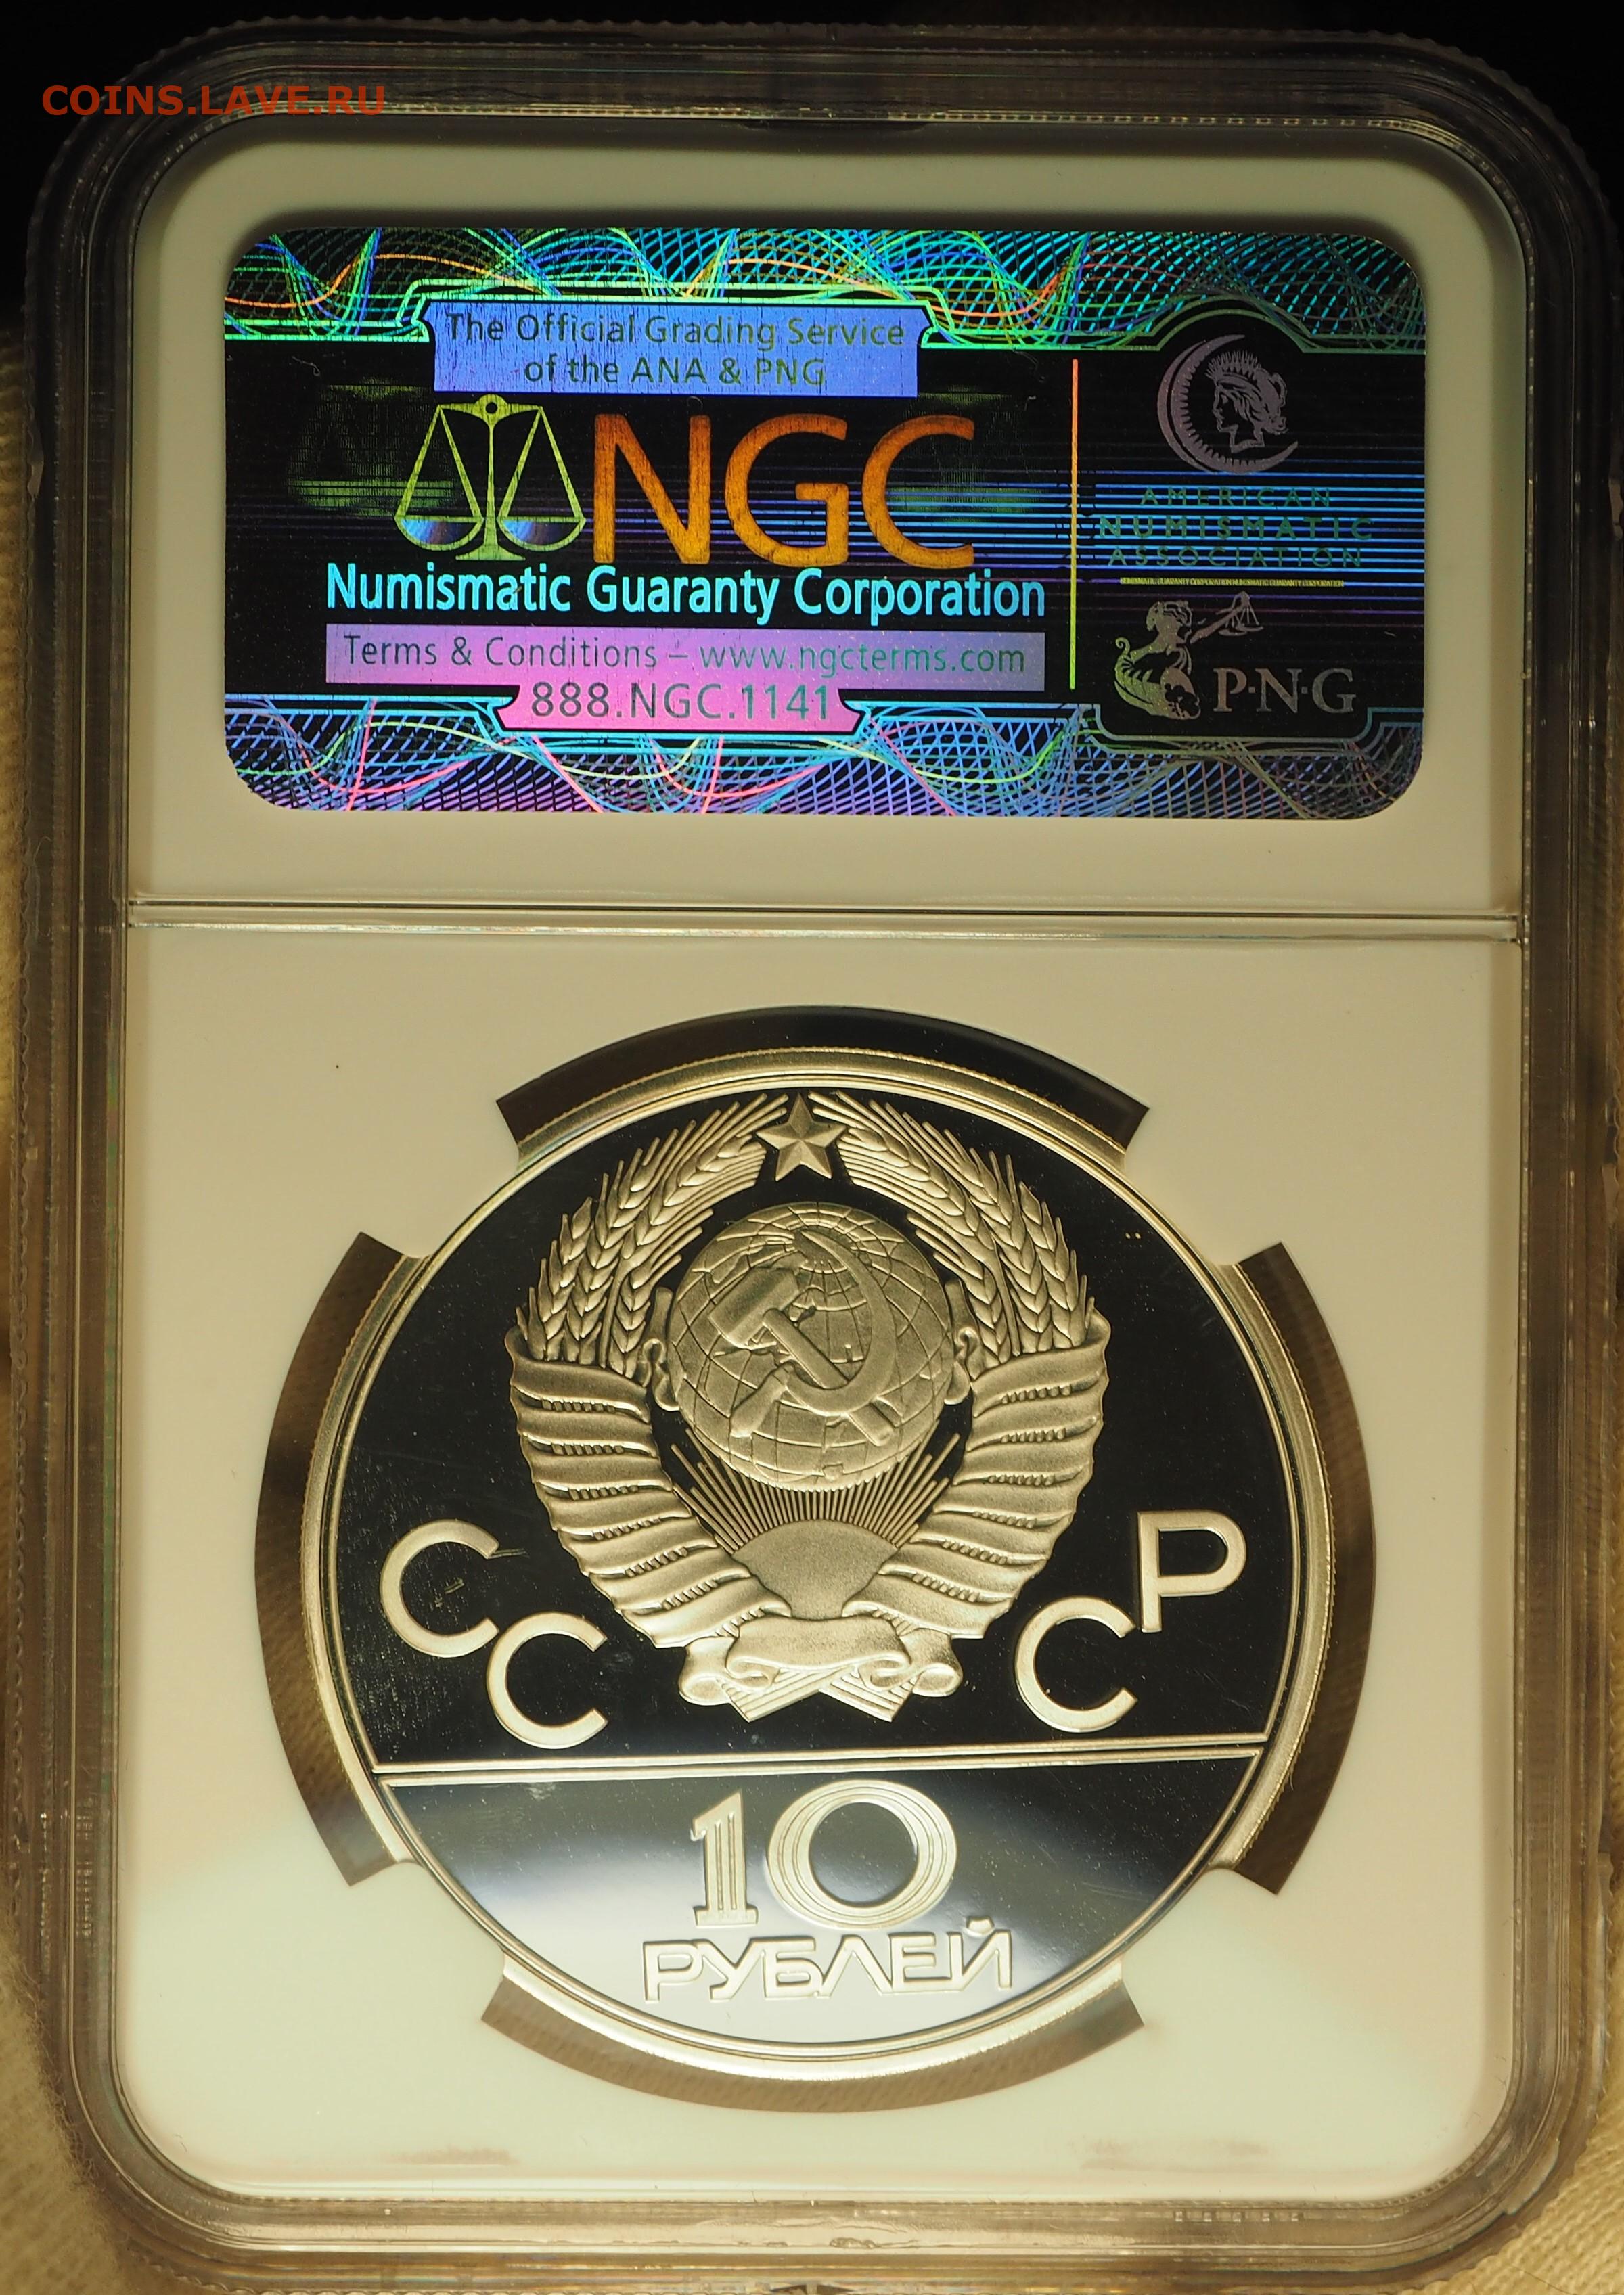 COINS.LAVE.RU
The Official Grading Service
of the ANA & PNG
NGC
Numismatic Guaranty Corporation
Terms & Conditions – www.ngcterms.com
888.NGC.1141
AMERICAN
NUMISMATIC
ASSOCIATION
P·N·G
СССР
10
РУБЛЕЙ